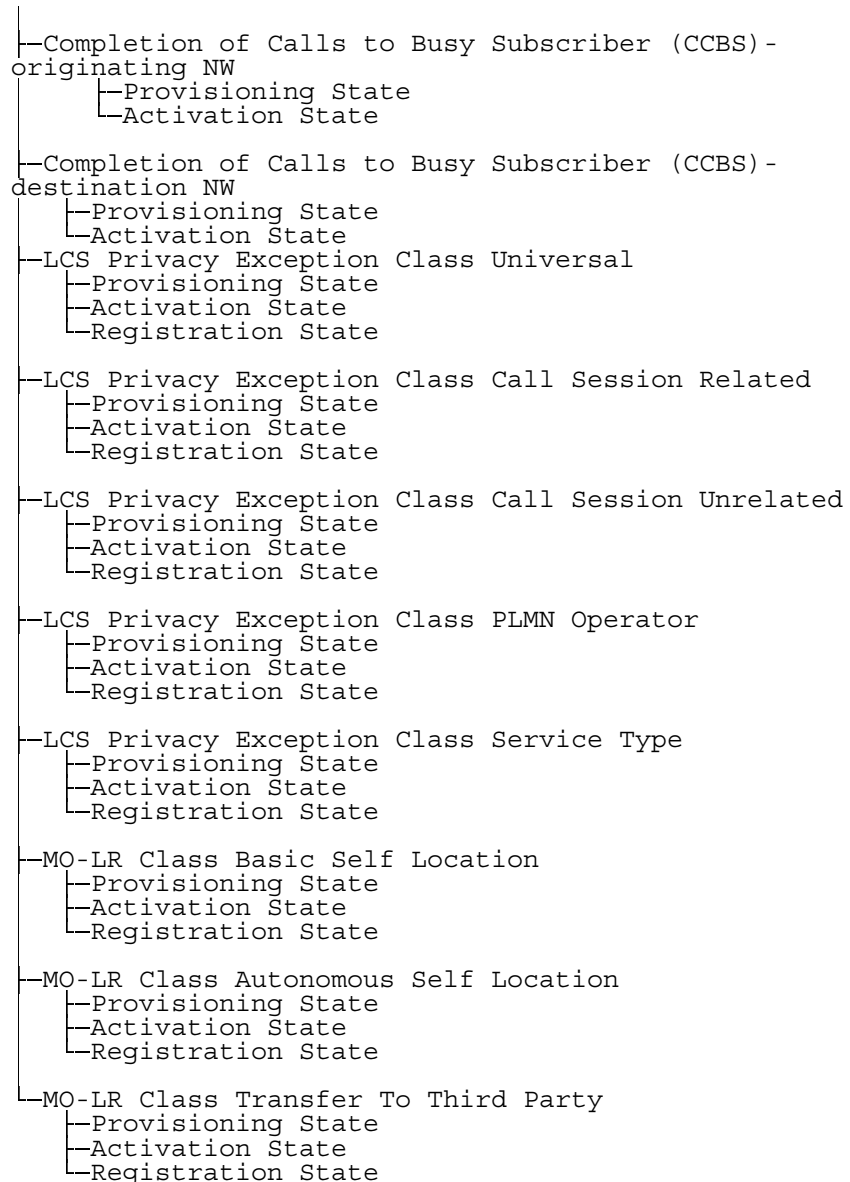 Completion of Calls to Busy Subscriber (CCBS)-
originating NW
Provisioning State
Activation State
Completion of Calls to Busy Subscriber (CCBS)-
destination NW
Provisioning State
Activation State
LCS Privacy Exception Class Universal
Provisioning State
Activation State
Registration State
LCS Privacy Exception Class Call Session Related
Provisioning State
Activation State
Registration State
LCS Privacy Exception Class Call Session Unrelated
Provisioning State
Activation State
Registration State
LCS Privacy Exception Class PLMN Operator
Provisioning State
Activation State
Registration State
LCS Privacy Exception Class Service Type
Provisioning State
Activation State
Registration State
MO-LR Class Basic Self Location
Provisioning State
Activation State
Registration State
MO-LR Class Autonomous Self Location
Provisioning State
Activation State
Registration State
MO-LR Class Transfer To Third Party
Provisioning State
Activation State
Registration State